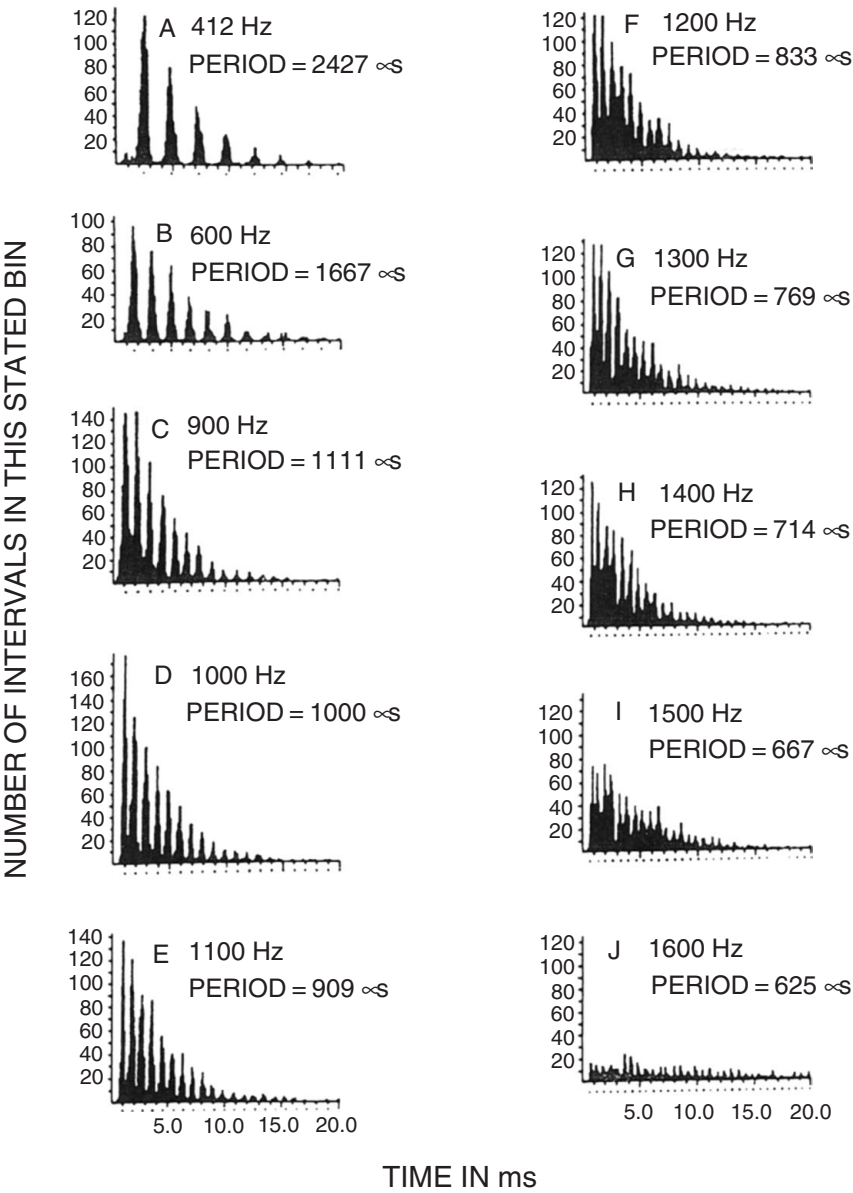 NUMBER OF INTERVALS IN THIS STATED BIN
A 412 Hz
PERIOD = 2427 ∝s
120
100
80
60
40
20
B 600 Hz
PERIOD = 1667 ∝s
100
80
60
40
20
C 900 Hz
PERIOD = 1111 ∝s
140
120
100
80
60
40
20
D 1000 Hz
PERIOD = 1000 ∝s
160
140
120
100
80
60
40
20
E 1100 Hz
PERIOD = 909 ∝s
140
120
100
80
60
40
20
5.0 10.0 15.0 20.0
F 1200 Hz
PERIOD = 833 ∝s
120
100
80
60
40
20
G 1300 Hz
PERIOD = 769 ∝s
120
100
80
60
40
20
H 1400 Hz
PERIOD = 714 ∝s
120
100
80
60
40
20
I 1500 Hz
PERIOD = 667 ∝s
120
100
80
60
40
20
J 1600 Hz
PERIOD = 625 ∝s
120
100
80
60
40
20
5.0 10.0 15.0 20.0
TIME IN ms